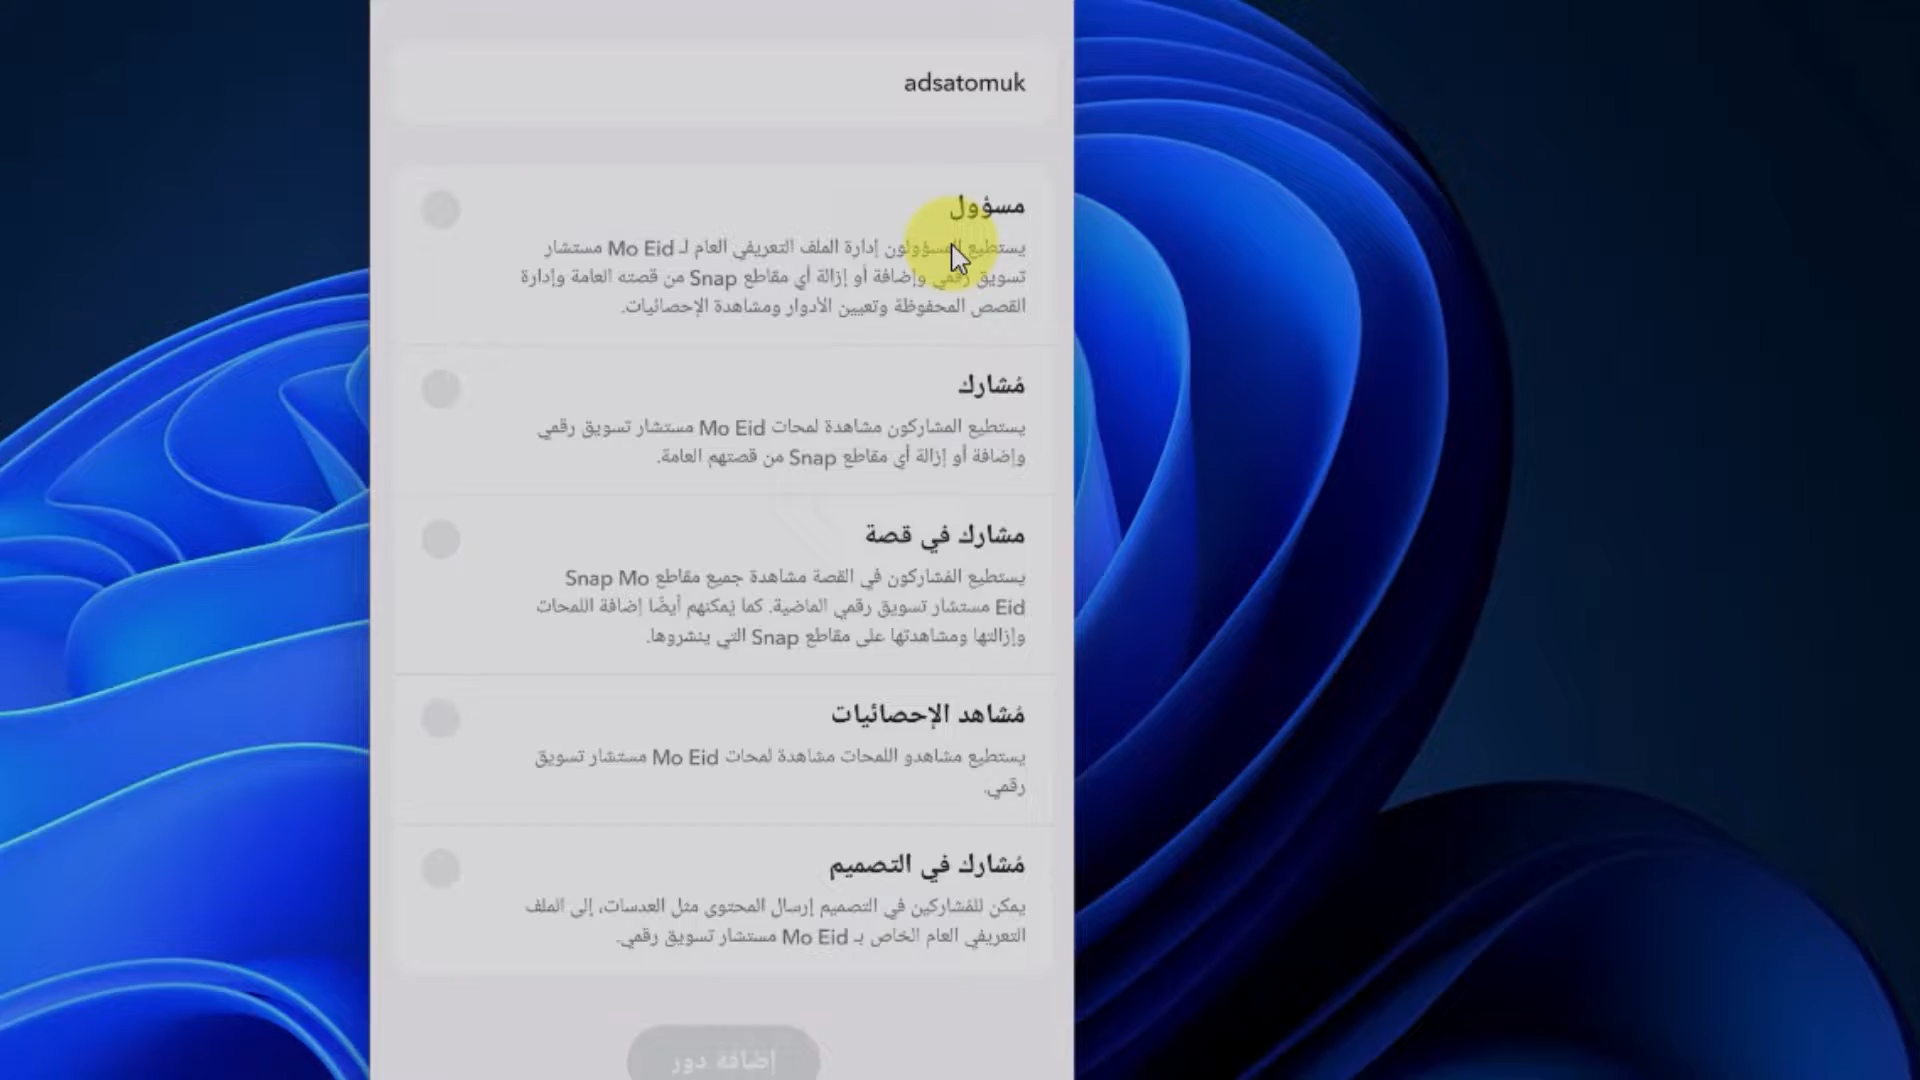 adsatomuk
مسؤول
يستطيع المسؤولون إدارة الملف التعريفي العام لـ Mo Eid مستشار
تسويق رقمي وإضافة أو إزالة أي مقاطع Snap من قصته العامة وإدارة
القصص المحفوظة وتعيين الأدوار ومشاهدة الإحصائيات.
مُشارك
يستطيع المشاركون مشاهدة لمحات Mo Eid مستشار تسويق رقمي
وإضافة أو إزالة أي مقاطع Snap من قصتهم العامة.
مشارك في قصة
يستطيع المُشاركون في القصة مشاهدة جميع مقاطع Snap Mo
Eid مستشار تسويق رقمي الماضية. كما يُمكنهم أيضًا إضافة اللمحات
وإزالتها ومشاهدتها على مقاطع Snap التي ينشروها.
مُشاهد الإحصائيات
يستطيع مشاهدو اللمحات مشاهدة لمحات Mo Eid مستشار تسويق
رقمي.
مُشارك في التصميم
يمكن للمُشاركين في التصميم إرسال المحتوى مثل العدسات، إلى الملف
التعريفي العام الخاص بـ Mo Eid مستشار تسويق رقمي.
إضافة دور